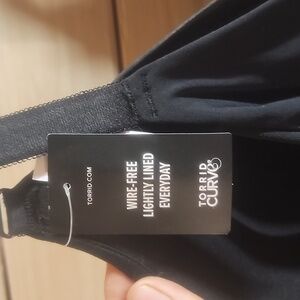 TORRID.COM
WIRE-FREE
LIGHTLY LINED
EVERYDAY
TORRID
CURVE